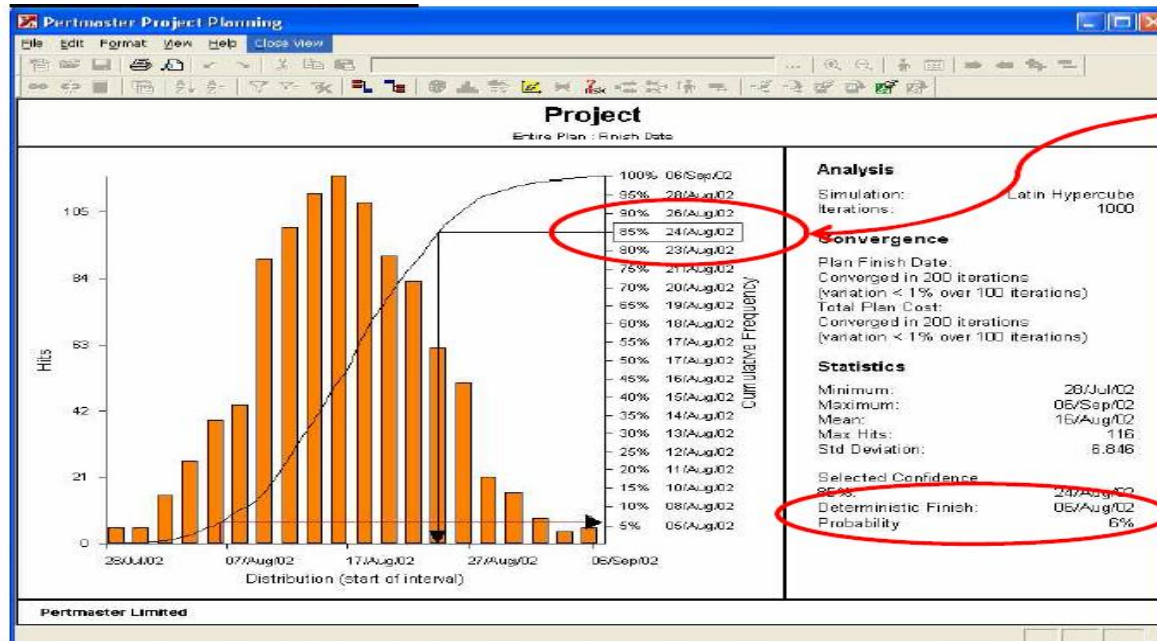 Pertmaster Project Planning
File Edit Format View Help Close View
Project
Entire Plan : Finish Date
105
84
63
42
21
0
Hits
28/Jul/02 07/Aug/02 17/Aug/02 27/Aug/02 06/Sep/02
Distribution (start of interval)
100% 06/Sep/02
95% 28/Aug/02
90% 26/Aug/02
85% 24/Aug/02
80% 23/Aug/02
75% 21/Aug/02
70% 20/Aug/02
65% 19/Aug/02
60% 18/Aug/02
55% 17/Aug/02
50% 17/Aug/02
45% 16/Aug/02
40% 15/Aug/02
35% 14/Aug/02
30% 13/Aug/02
25% 12/Aug/02
20% 11/Aug/02
15% 10/Aug/02
10% 08/Aug/02
5% 05/Aug/02
Cumulative Frequency
Analysis
Simulation: Latin Hypercube
Iterations: 1000
Convergence
Plan Finish Date:
Converged in 200 iterations
(variation < 1% over 100 iterations)
Total Plan Cost:
Converged in 200 iterations
(variation < 1% over 100 iterations)
Statistics
Minimum: 28/Jul/02
Maximum: 06/Sep/02
Mean: 16/Aug/02
Max Hits: 116
Std Deviation: 6.846
Selected Confidence
85%: 24/Aug/02
Deterministic Finish: 06/Aug/02
Probability 6%
Pertmaster Limited